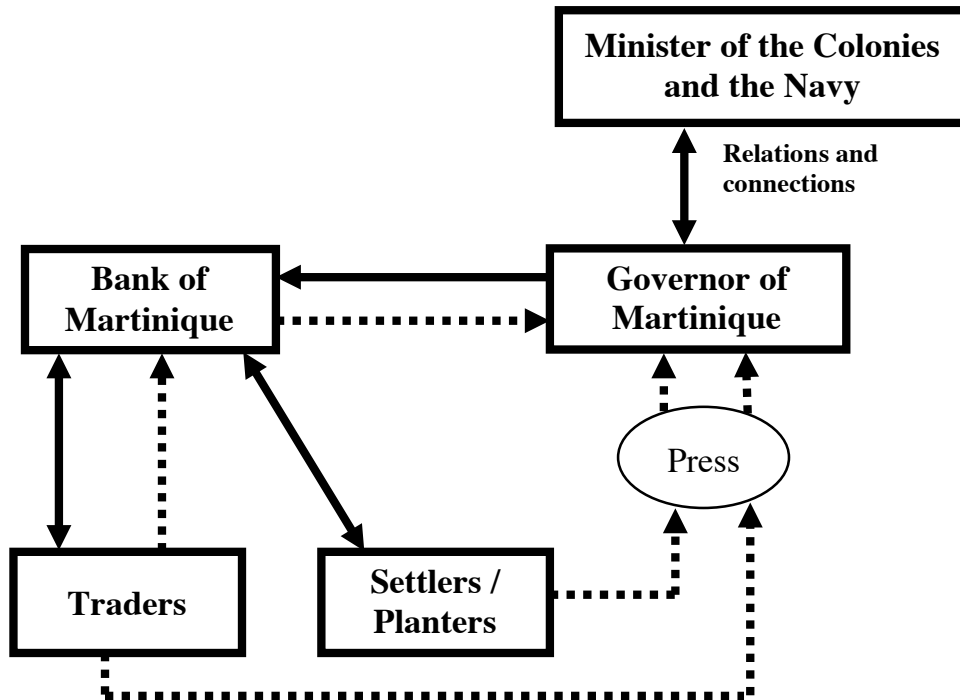 Minister of the Colonies
and the Navy
Relations and
connections
Bank of
Martinique
Governor of
Martinique
Press
Traders
Settlers /
Planters